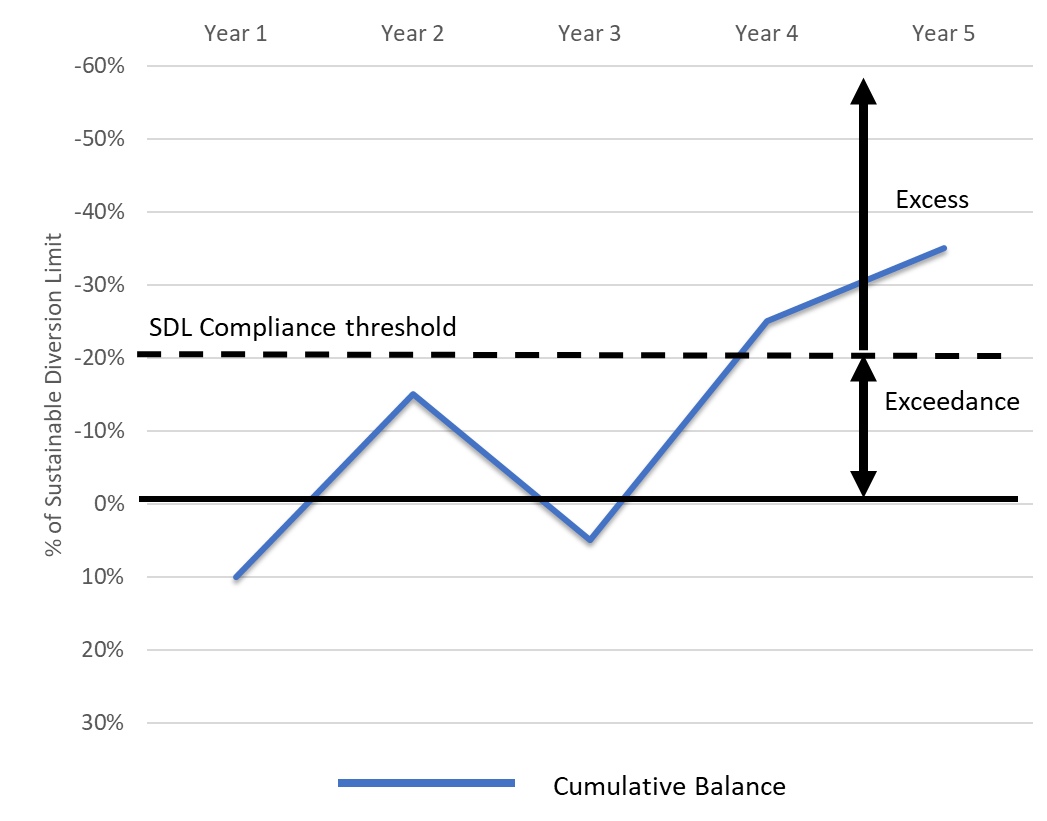 Year 1 Year 2 Year 3 Year 4 Year 5
-60%
-50%
-40%
Excess
-30%
SDL Compliance threshold
-20%
Exceedance
-10%
0%
10%
20%
30%
% of Sustainable Diversion Limit
Cumulative Balance